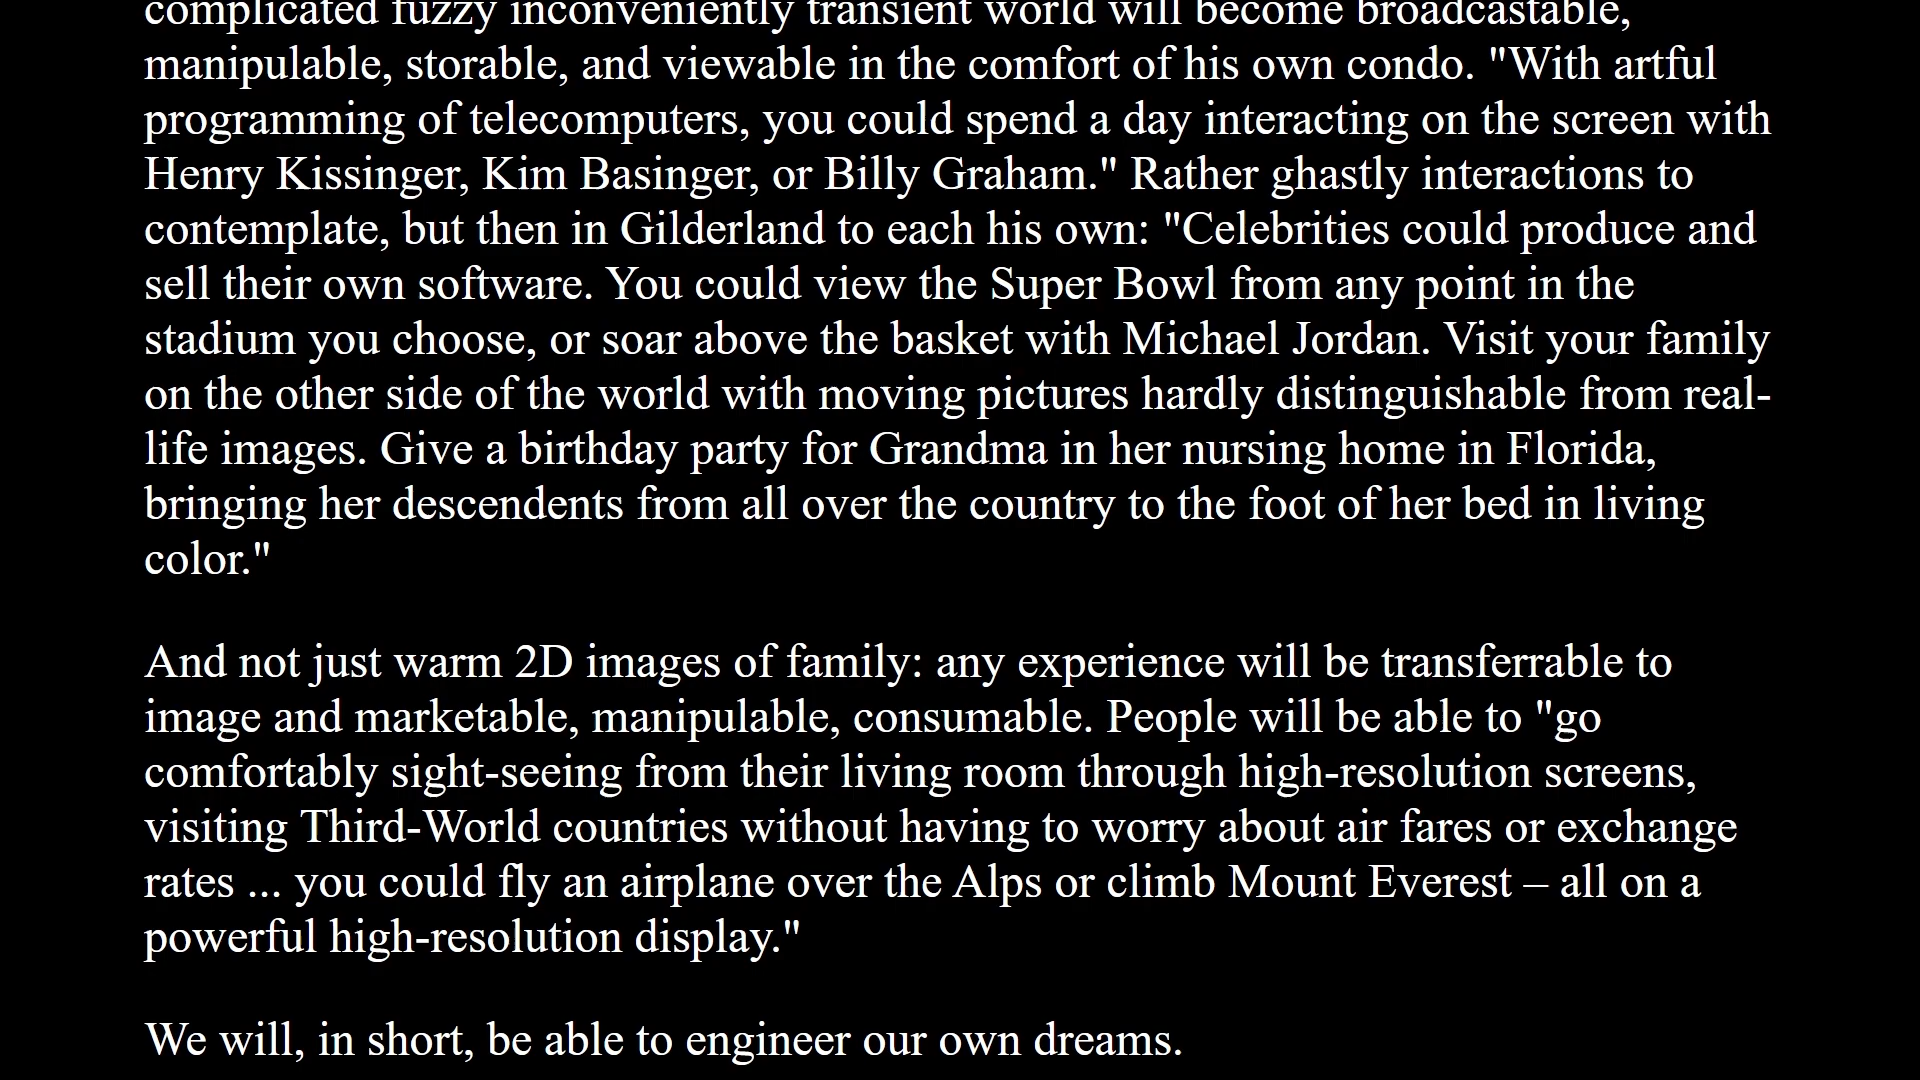 complicated fuzzy inconveniently transient world will become broadcastable,
manipulable, storable, and viewable in the comfort of his own condo. "With artful
programming of telecomputers, you could spend a day interacting on the screen with
Henry Kissinger, Kim Basinger, or Billy Graham." Rather ghastly interactions to
contemplate, but then in Gilderland to each his own: "Celebrities could produce and
sell their own software. You could view the Super Bowl from any point in the
stadium you choose, or soar above the basket with Michael Jordan. Visit your family
on the other side of the world with moving pictures hardly distinguishable from real-
life images. Give a birthday party for Grandma in her nursing home in Florida,
bringing her descendents from all over the country to the foot of her bed in living
color."
And not just warm 2D images of family: any experience will be transferrable to
image and marketable, manipulable, consumable. People will be able to "go
comfortably sight-seeing from their living room through high-resolution screens,
visiting Third-World countries without having to worry about air fares or exchange
rates ... you could fly an airplane over the Alps or climb Mount Everest – all on a
powerful high-resolution display."
We will, in short, be able to engineer our own dreams.